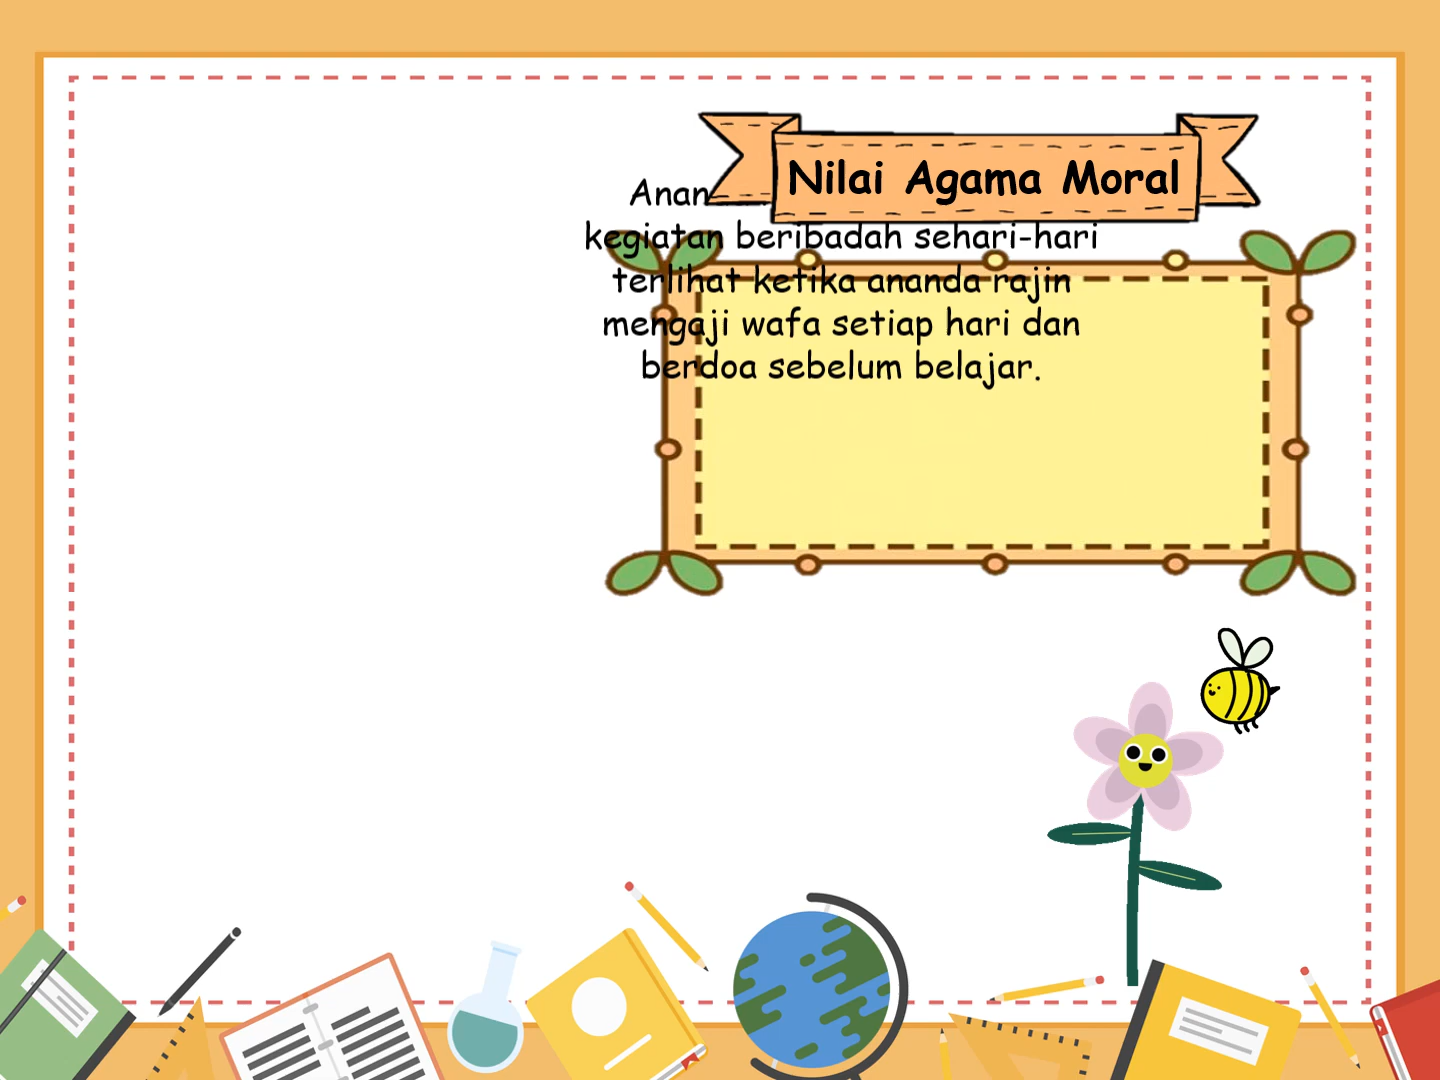 Nilai Agama Moral
Anan
kegiatan beribadah sehari-hari
terlihat ketika ananda rajin
mengaji wafa setiap hari dan
berdoa sebelum belajar.